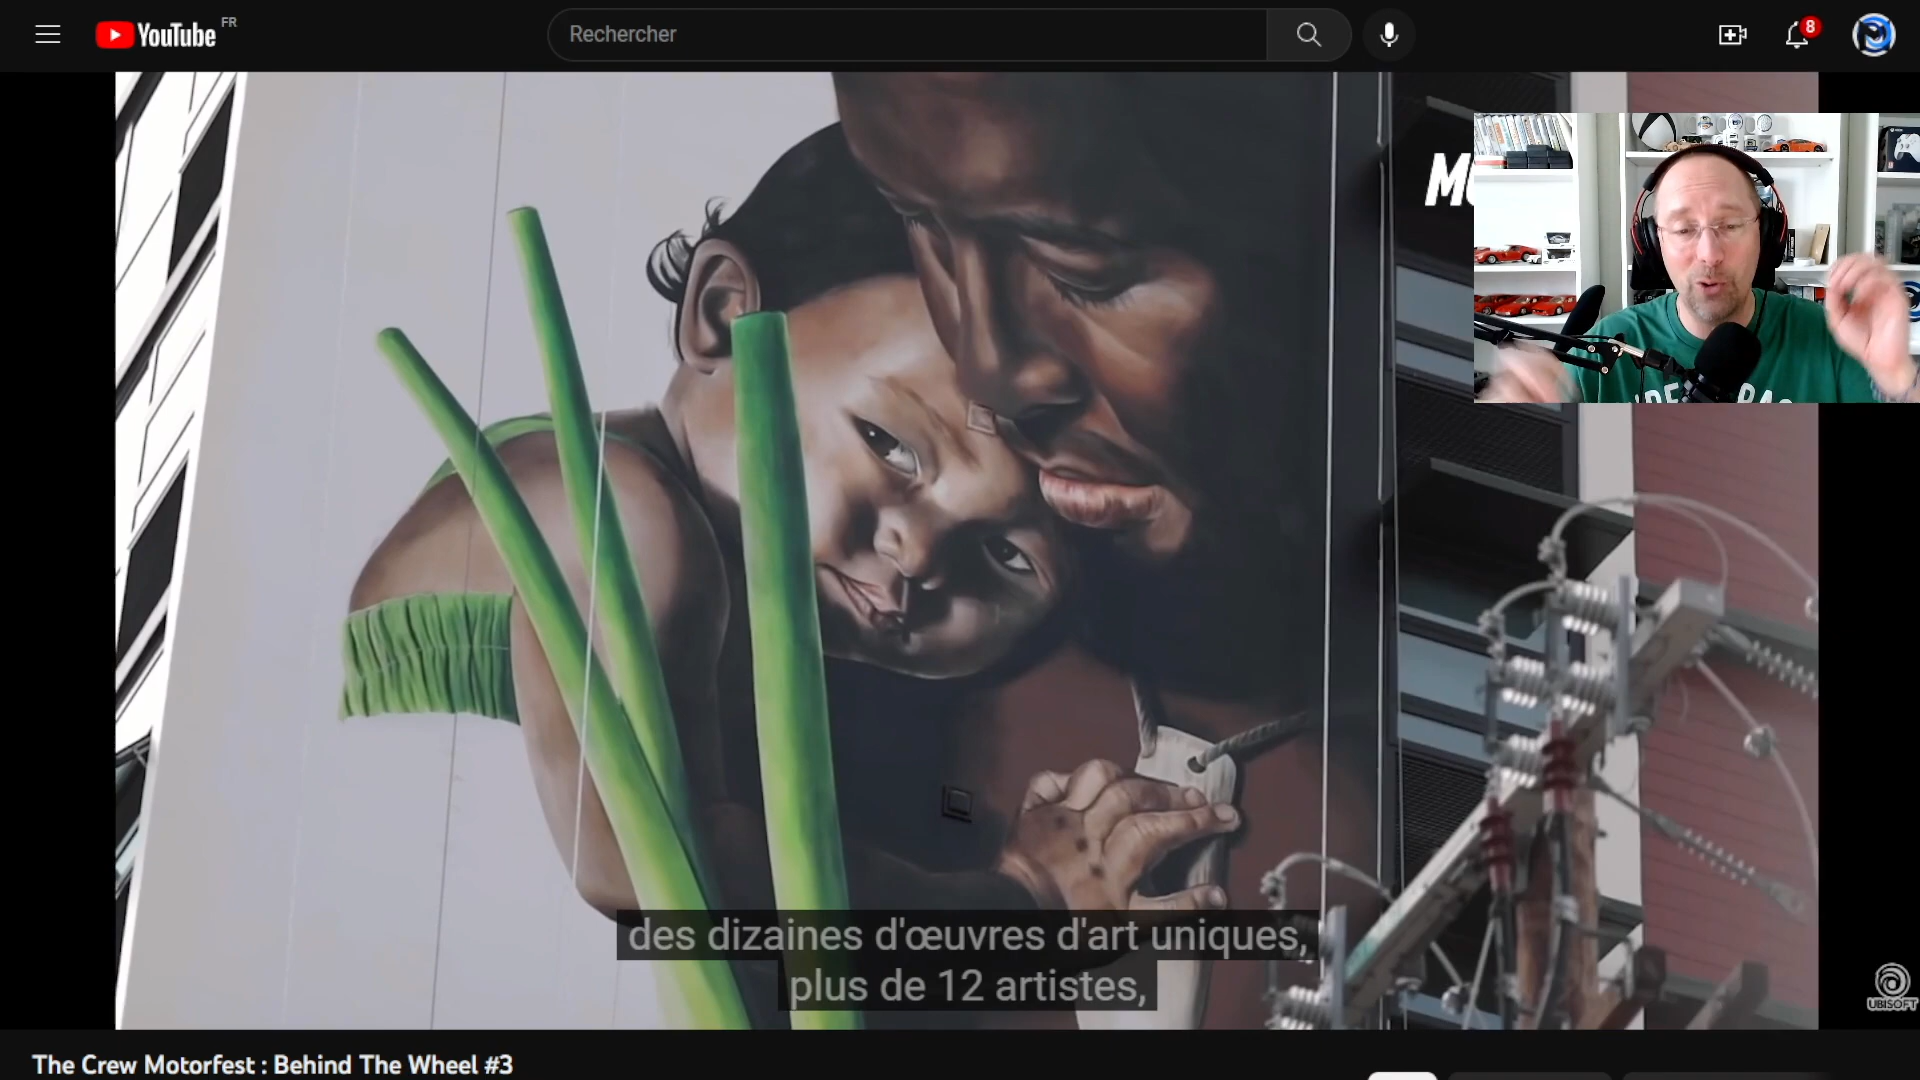 YouTube FR
Rechercher
8
des dizaines d'œuvres d'art uniques,
plus de 12 artistes,
UBISOFT
The Crew Motorfest : Behind The Wheel #3